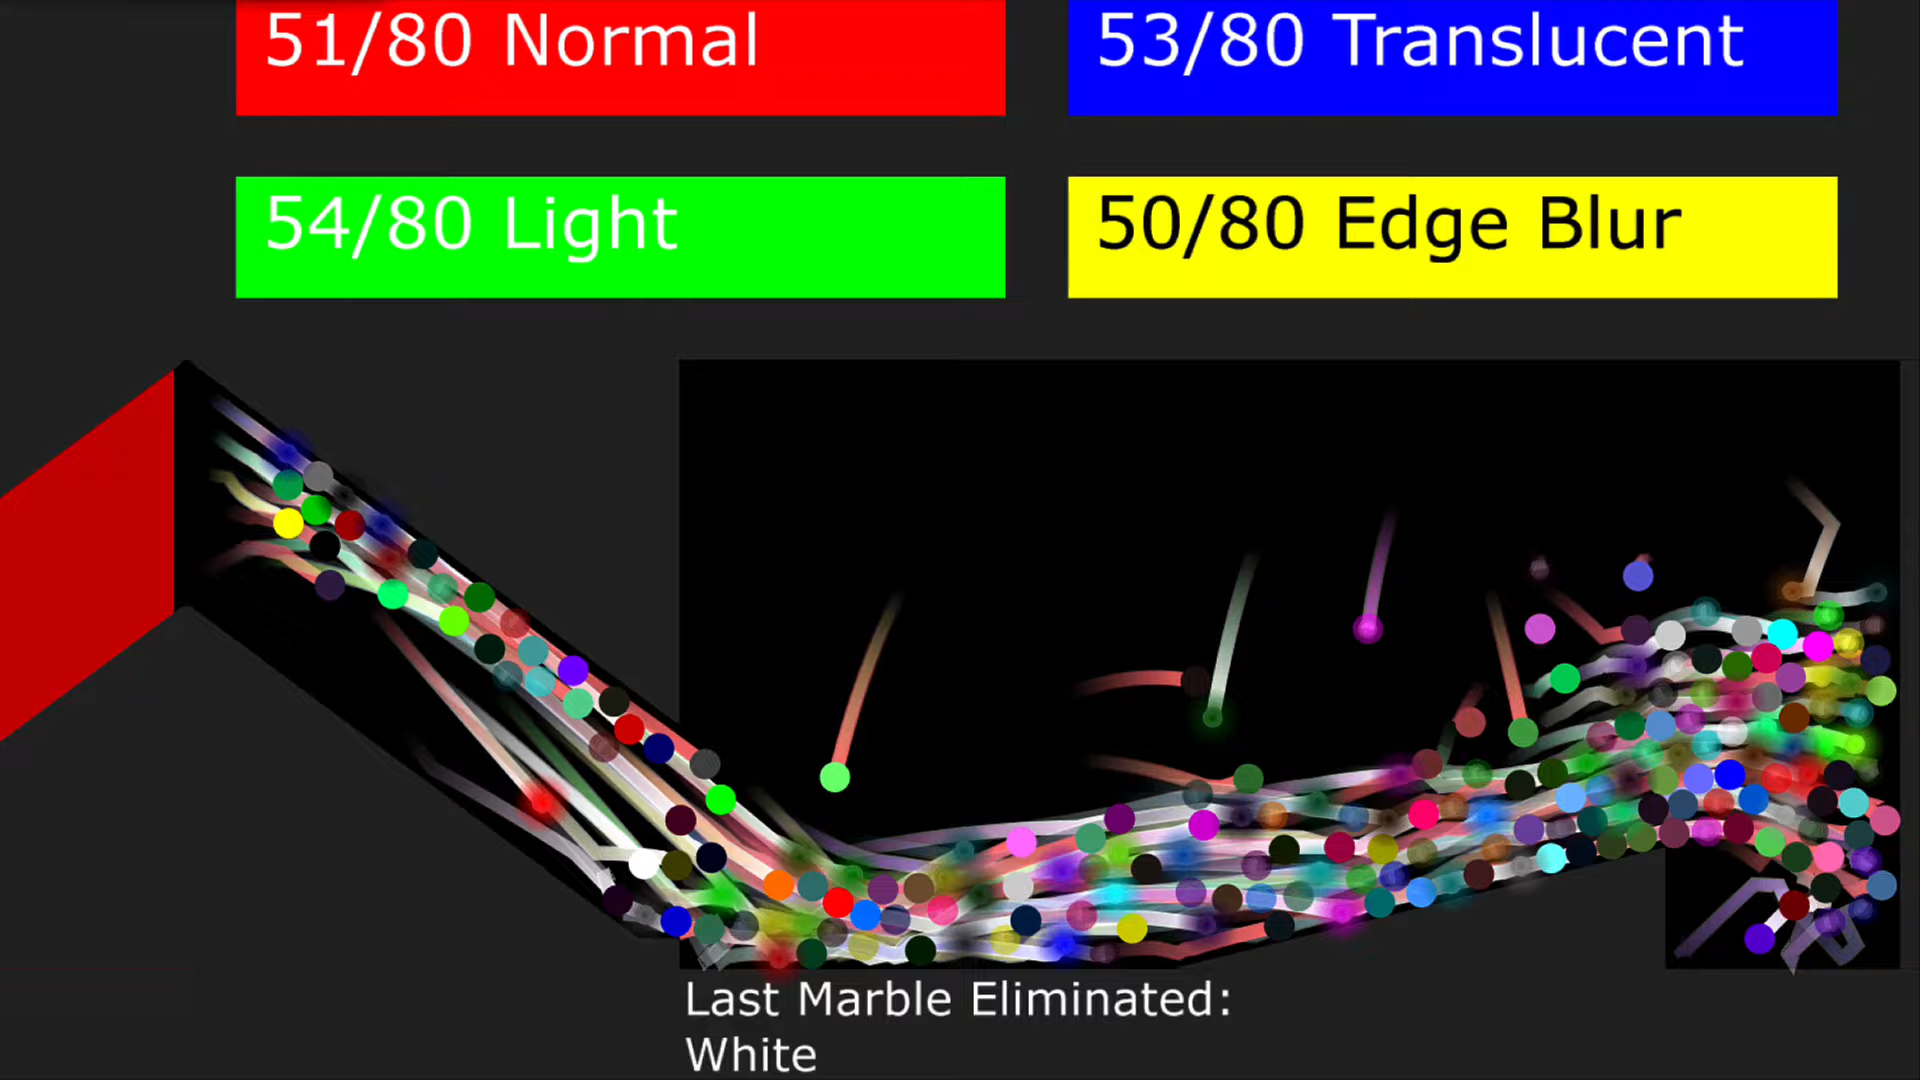 51/80 Normal
53/80 Translucent
54/80 Light
50/80 Edge Blur
Last Marble Eliminated:
White